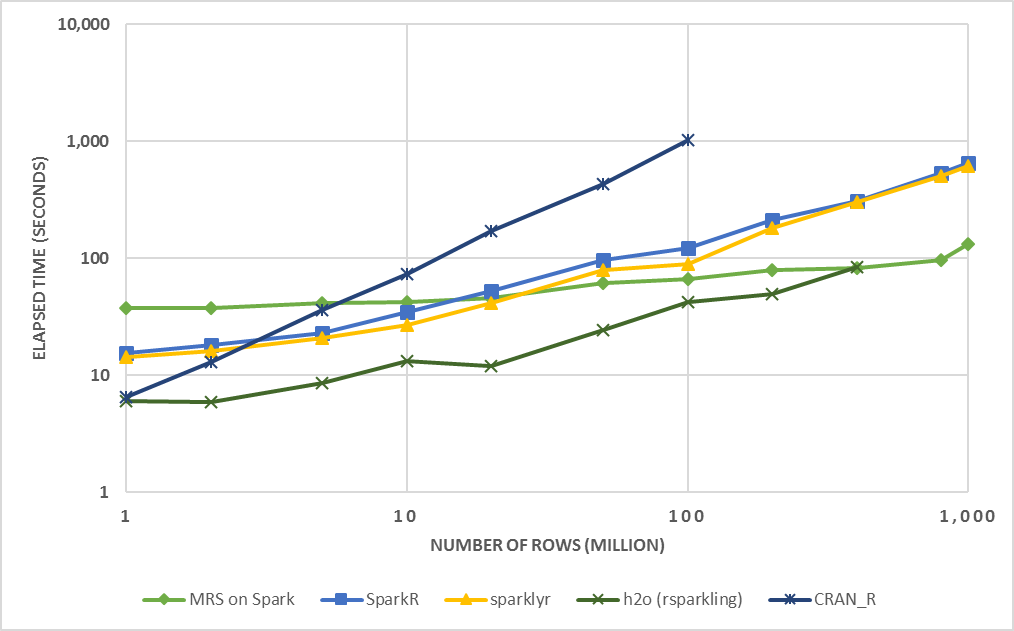 10,000
1,000
100
10
1
ELAPSED TIME (SECONDS)
1 10 100 1,000
NUMBER OF ROWS (MILLION)
MRS on Spark SparkR sparklyr h2o (rsparkling) CRAN_R